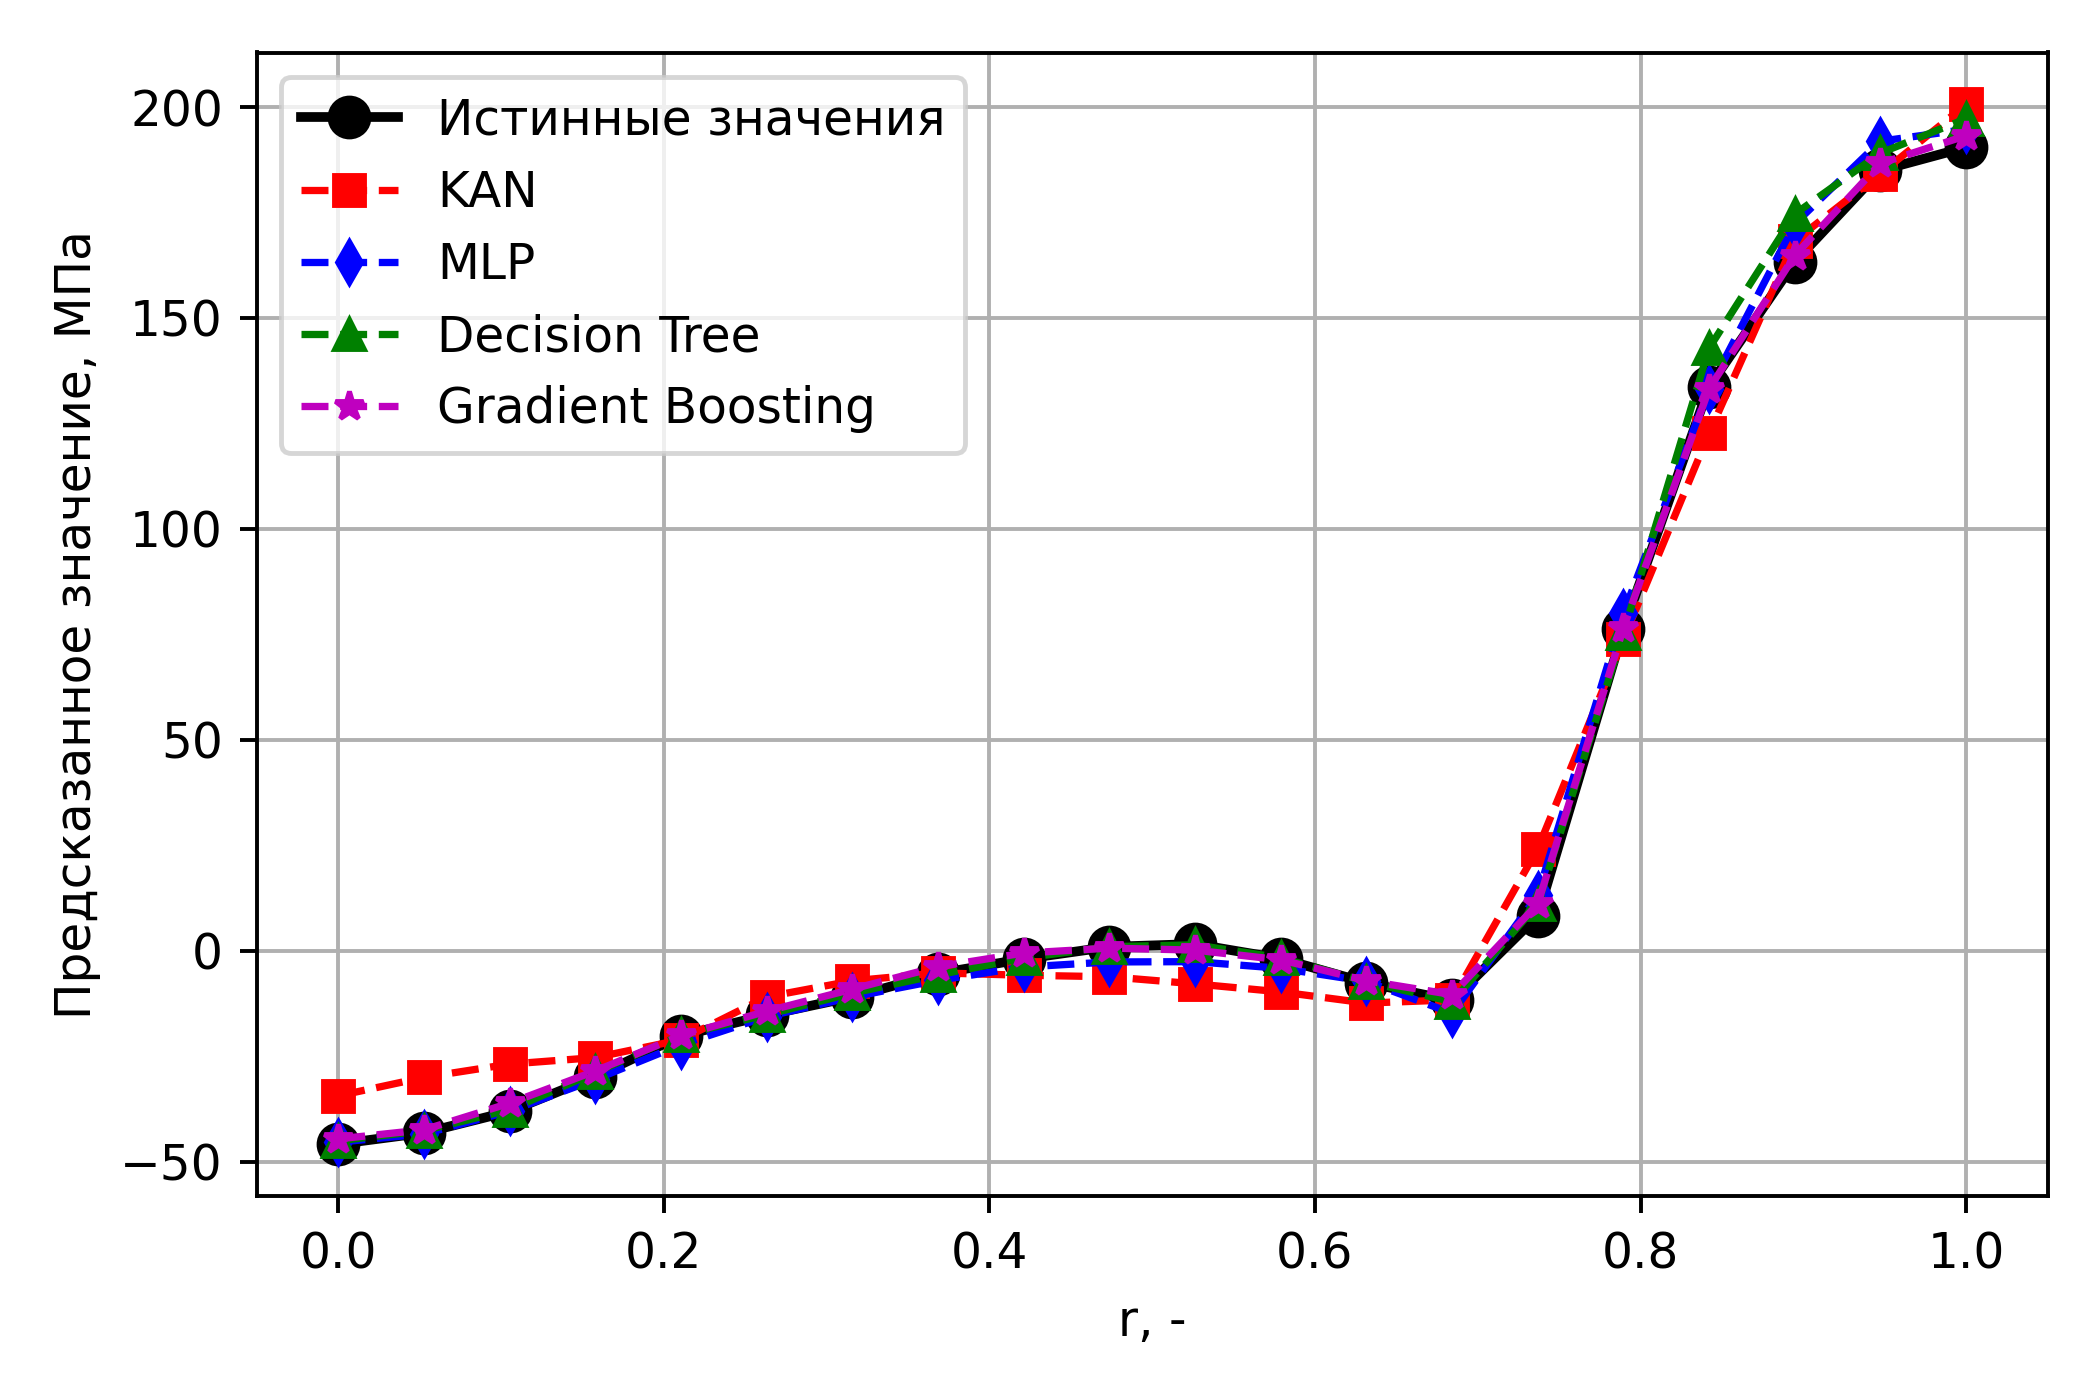 Истинные значения
KAN
MLP
Decision Tree
Gradient Boosting
Предсказанное значение, МПа
200
150
100
50
0
−50
0.0 0.2 0.4 0.6 0.8 1.0
r, -